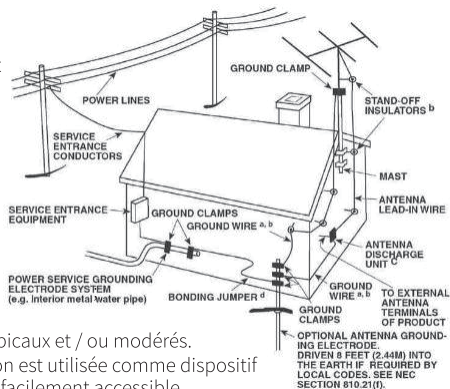 t
GROUND CLAMP
POWER LINES
STAND-OFF
INSULATORS b
SERVICE
ENTRANCE
CONDUCTORS
MAST
ANTENNA
LEAD-IN WIRE
SERVICE ENTRANCE
EQUIPMENT
GROUND CLAMPS
GROUND WIRE a, b
ANTENNA
DISCHARGE
UNIT C
POWER SERVICE GROUNDING
ELECTRODE SYSTEM
(e.g. Interior metal water pipe)
BONDING JUMPER d
GROUND
WIRE a, b
TO EXTERNAL
ANTENNA
TERMINALS
OF PRODUCT
GROUND
CLAMPS
OPTIONAL ANTENNA GROUND-
ING ELECTRODE.
DRIVEN 8 FEET (2.44M) INTO
THE EARTH IF REQUIRED BY
LOCAL CODES. SEE NEC
SECTION 810.21(f).
picaux et / ou modérés.
on est utilisée comme dispositif
facilement accessible